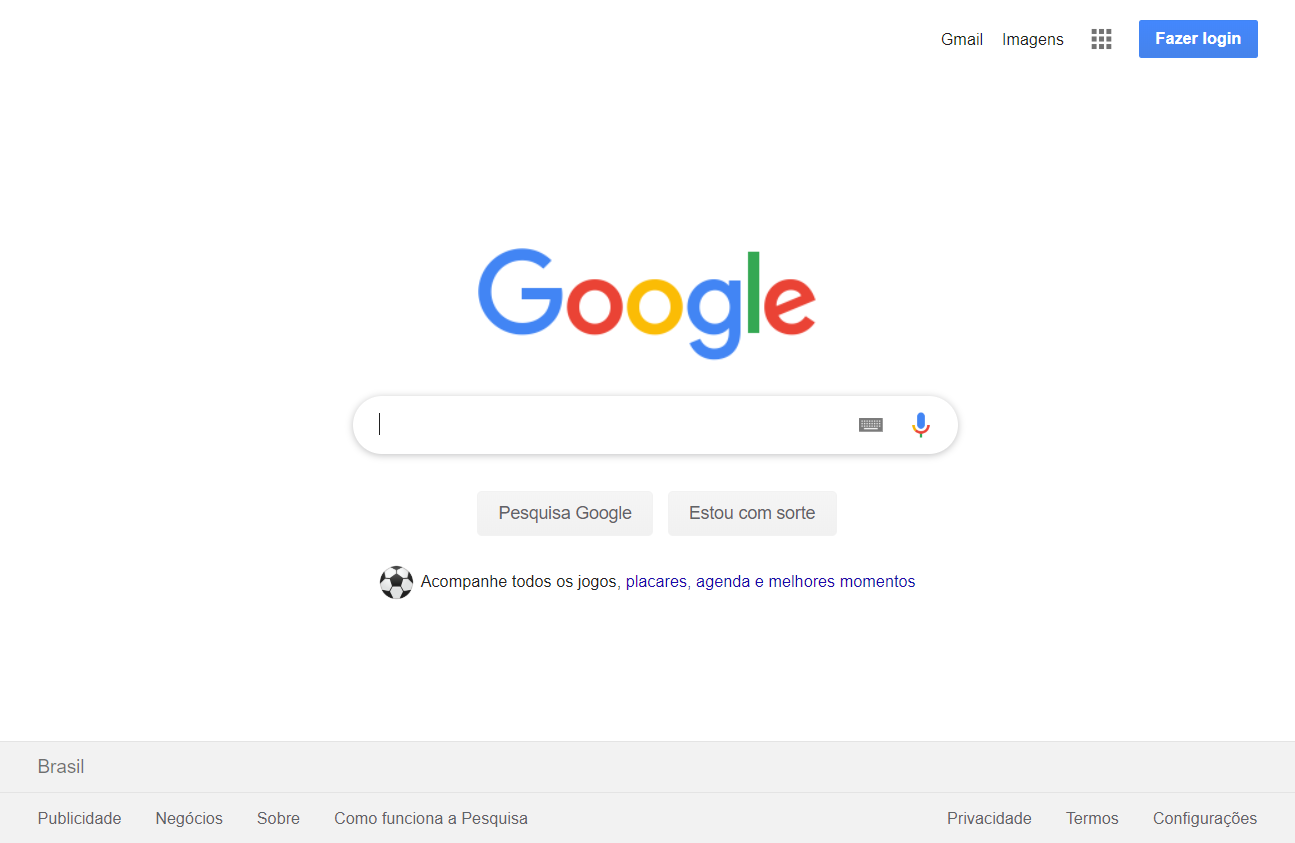 Gmail Imagens Fazer login
Google
Pesquisa Google Estou com sorte
Acompanhe todos os jogos, placares, agenda e melhores momentos
Brasil
Publicidade Negócios Sobre Como funciona a Pesquisa Privacidade Termos Configurações